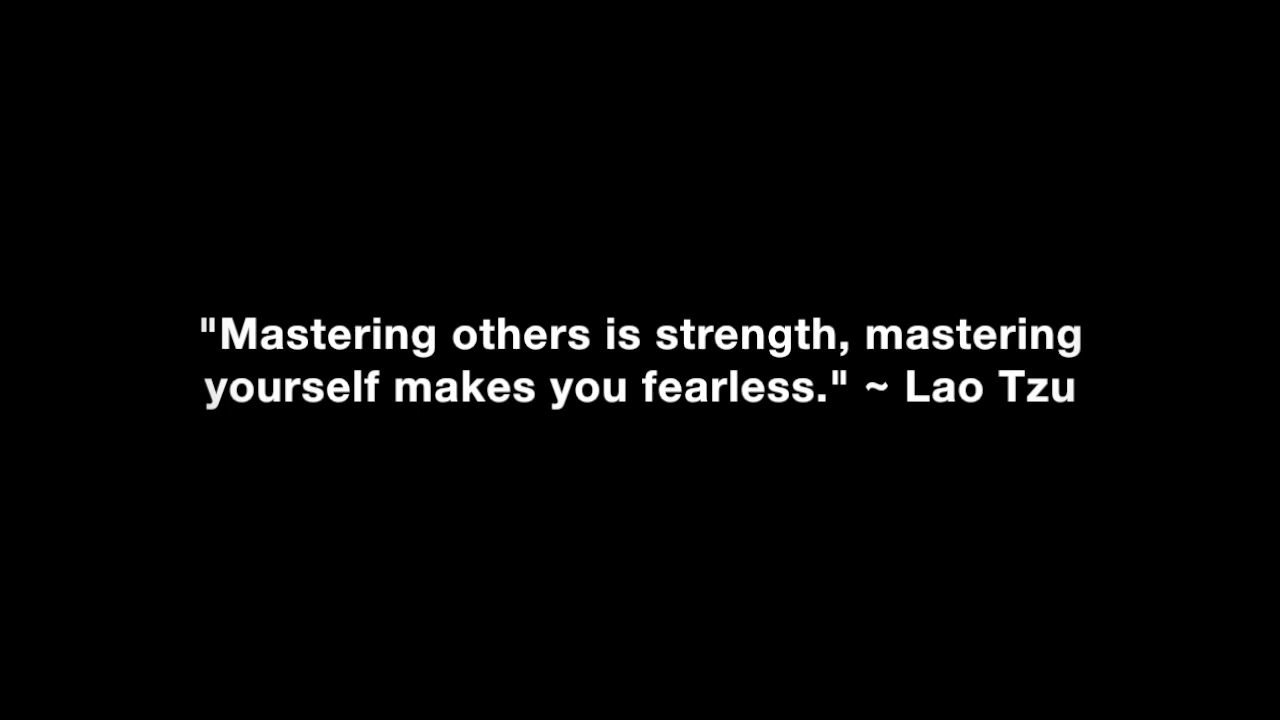 "Mastering others is strength, mastering
yourself makes you fearless." ~ Lao Tzu